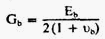 G_b = E_b / 2(1 + υ_b)